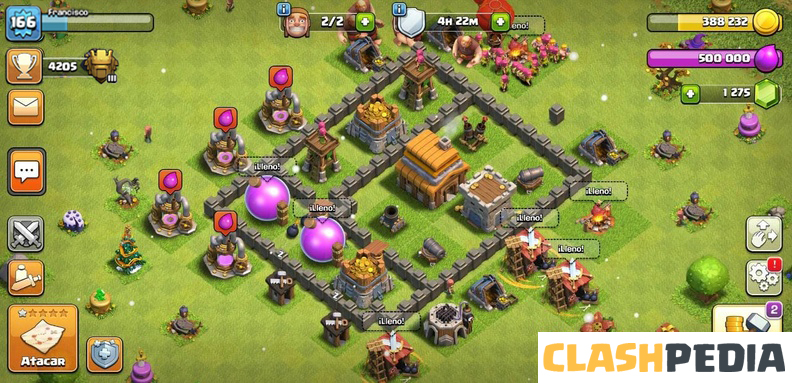 166
Francisco
2/2
4H 22M
388 232
4205
III
500 000
1 275
¡Lleno!
¡Lleno!
¡Lleno!
¡Lleno!
¡Lleno!
¡Lleno!
!
2
Atacar
CLASHPEDIA